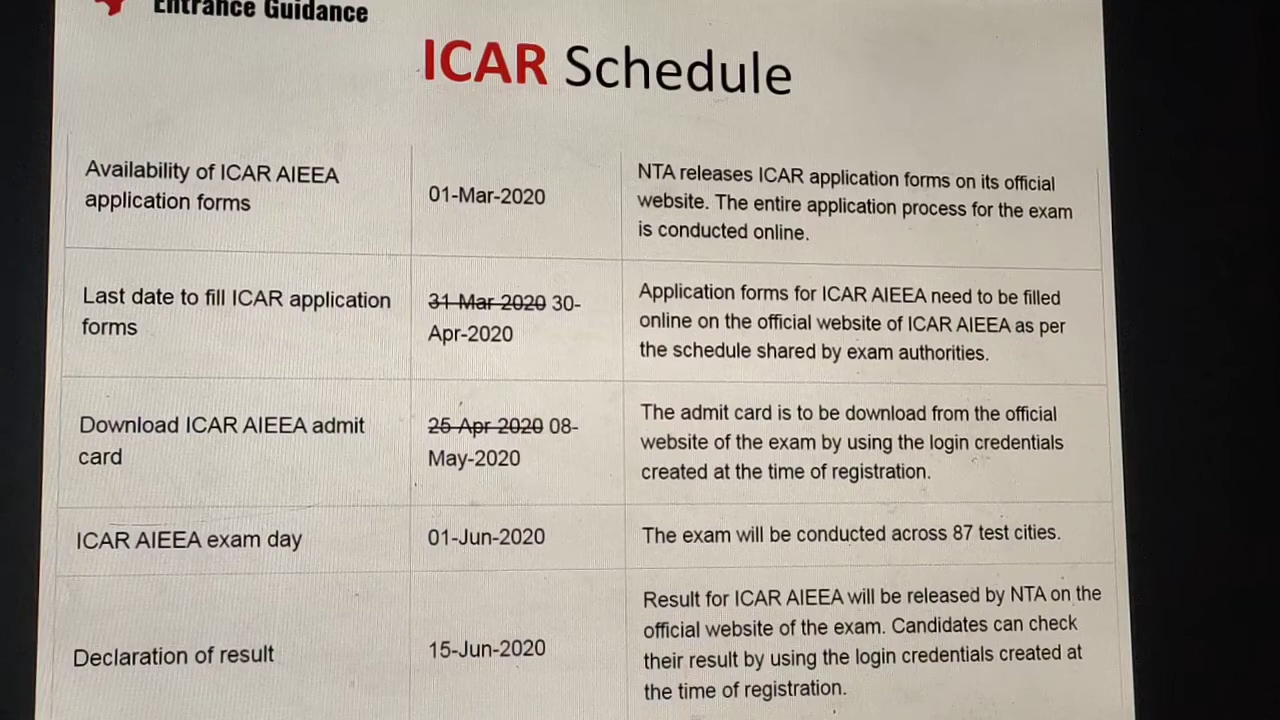 Entrance Guidance
ICAR Schedule
Availability of ICAR AIEEA
application forms
01-Mar-2020
NTA releases ICAR application forms on its official
website. The entire application process for the exam
is conducted online.
Last date to fill ICAR application
forms
31 Mar 2020 30-
Apr-2020
Application forms for ICAR AIEEA need to be filled
online on the official website of ICAR AIEEA as per
the schedule shared by exam authorities.
Download ICAR AIEEA admit
card
25 Apr 2020 08-
May-2020
The admit card is to be download from the official
website of the exam by using the login credentials
created at the time of registration.
ICAR AIEEA exam day
01-Jun-2020
The exam will be conducted across 87 test cities.
Declaration of result
15-Jun-2020
Result for ICAR AIEEA will be released by NTA on the
official website of the exam. Candidates can check
their result by using the login credentials created at
the time of registration.